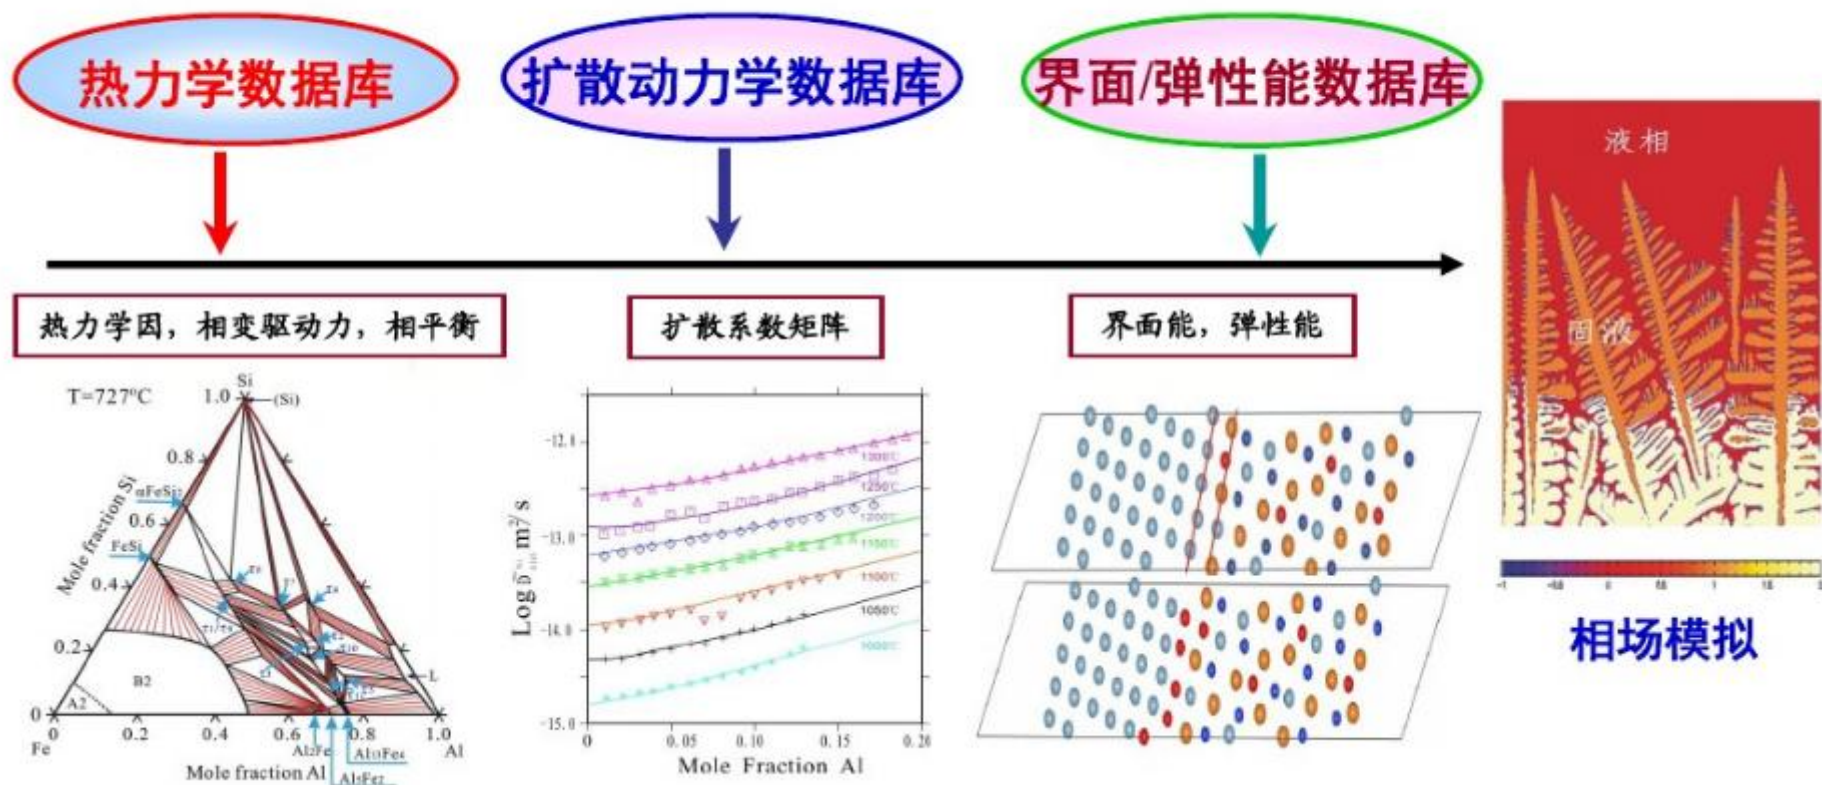 热力学数据库
扩散动力学数据库
界面/弹性能数据库
热力学因，相变驱动力，相平衡
扩散系数矩阵
界面能，弹性能
液相
固液
相场模拟
T=727°C
Si
1.0
(Si)
0.8
αFeSi₂
0.6
FeSi
0.4
0.2
0
Mole fraction Si
B2
A2
L
0
0.2
0.4
0.6
0.8
1.0
Fe
Al
Al₂Fe
Al₁₃Fe₄
Al₅Fe₂
Mole fraction Al
-12.0
-13.0
-14.0
-15.0
1300℃
1250℃
1200℃
1150℃
1100℃
1050℃
1000℃
0
0.05
0.10
0.15
0.20
Mole Fraction Al